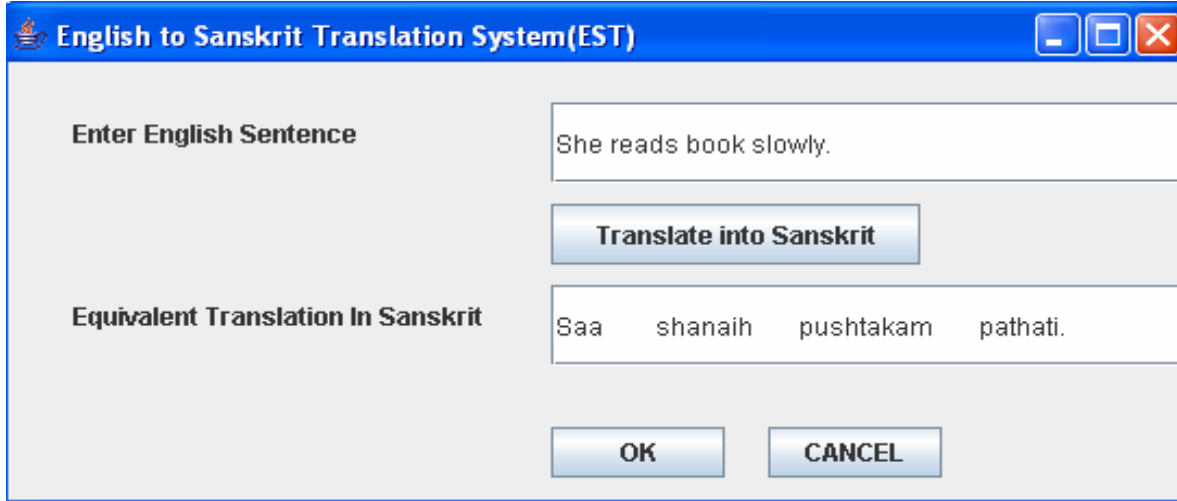 English to Sanskrit Translation System(EST)
Enter English Sentence
She reads book slowly.
Translate into Sanskrit
Equivalent Translation In Sanskrit
Saa shanaih pushtakam pathati.
OK CANCEL